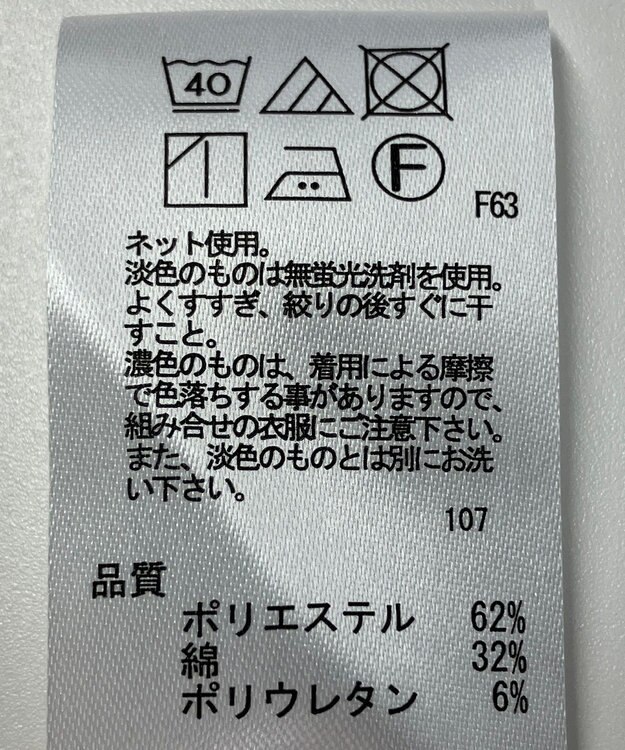 40
F
F63
ネット使用。
淡色のものは無蛍光洗剤を使用。
よくすすぎ、絞りの後すぐに干
すこと。
濃色のものは、着用による摩擦
で色落ちする事がありますので、
組み合せの衣服にご注意下さい。
また、淡色のものとは別にお洗
い下さい。
107
品質
ポリエステル 62%
綿 32%
ポリウレタン 6%